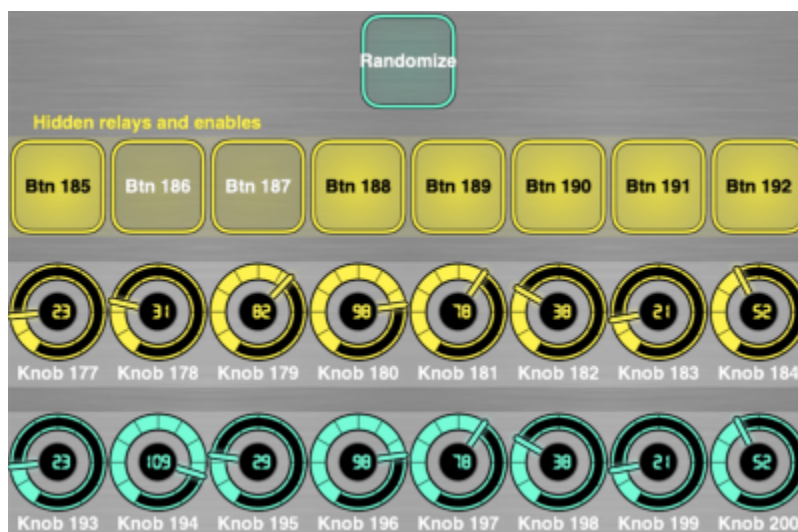 Randomize
Hidden relays and enables
Btn 185 Btn 186 Btn 187 Btn 188 Btn 189 Btn 190 Btn 191 Btn 192
23 31 82 98 78 38 21 52
Knob 177 Knob 178 Knob 179 Knob 180 Knob 181 Knob 182 Knob 183 Knob 184
23 109 29 98 78 38 21 52
Knob 193 Knob 194 Knob 195 Knob 196 Knob 197 Knob 198 Knob 199 Knob 200